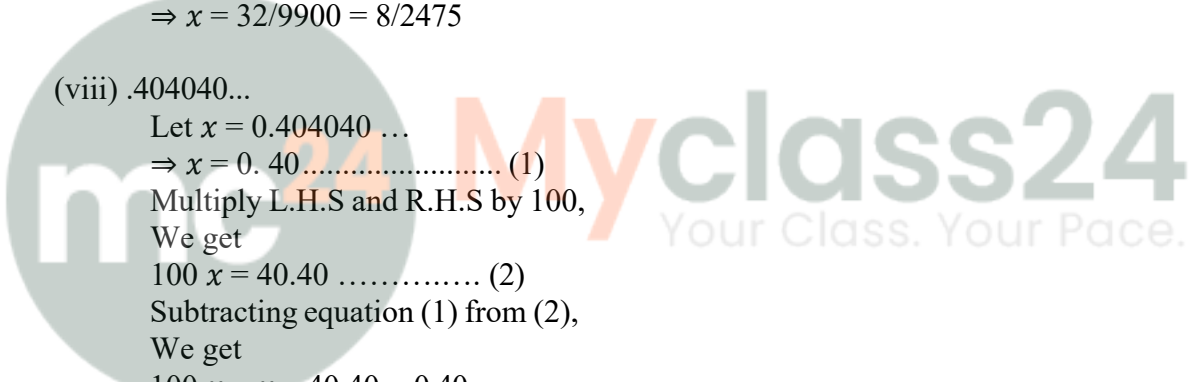 ⇒ x = 32/9900 = 8/2475
(viii) .404040...
Let x = 0.404040 …
⇒ x = 0. 40......................... (1)
Multiply L.H.S and R.H.S by 100,
We get
100 x = 40.40 ………….. (2)
Subtracting equation (1) from (2),
We get
mc24 Myclass24
Your Class. Your Pace.